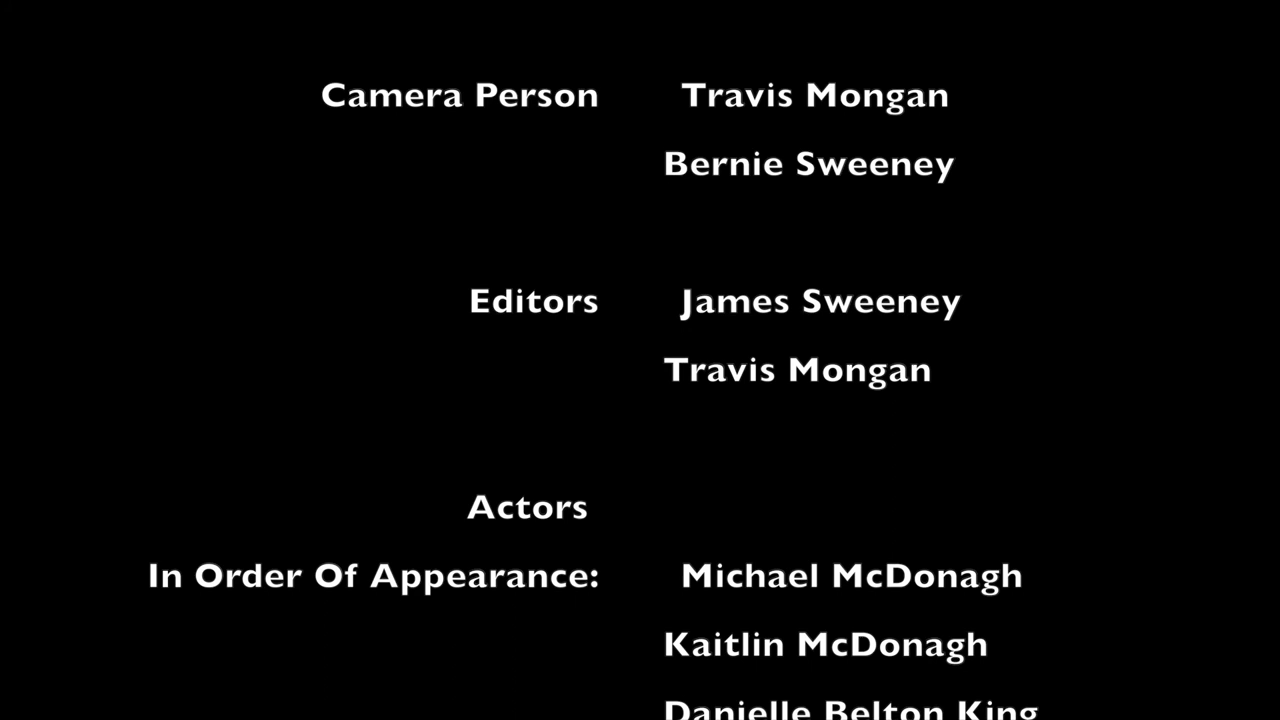 Camera Person Travis Mongan
Bernie Sweeney
Editors James Sweeney
Travis Mongan
Actors
In Order Of Appearance: Michael McDonagh
Kaitlin McDonagh
Danielle Belton King